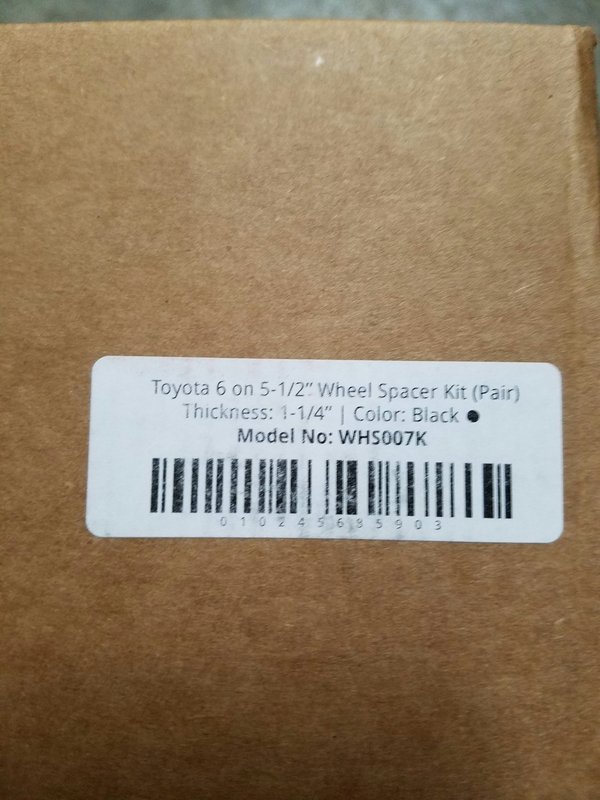 Toyota 6 on 5-1/2” Wheel Spacer Kit (Pair)
Thickness: 1-1/4” | Color: Black ●
Model No: WHS007K
010245685903